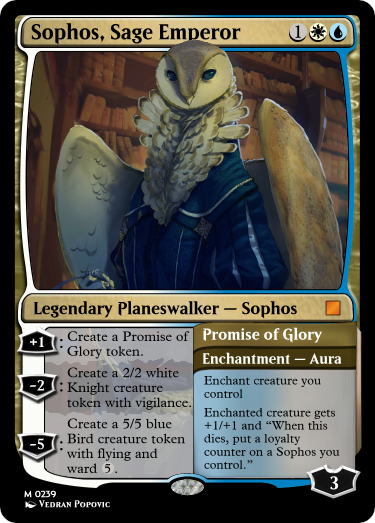 Sophos, Sage Emperor 1
Legendary Planeswalker — Sophos
+1 : Create a Promise of
Glory token.
-2 : Create a 2/2 white
Knight creature
token with vigilance.
-5 : Create a 5/5 blue
Bird creature token
with flying and
ward 5 .
Promise of Glory
Enchantment — Aura
Enchant creature you
control
Enchanted creature gets
+1/+1 and “When this
dies, put a loyalty
counter on a Sophos you
control.”
3
M 0239
Vedran Popovic